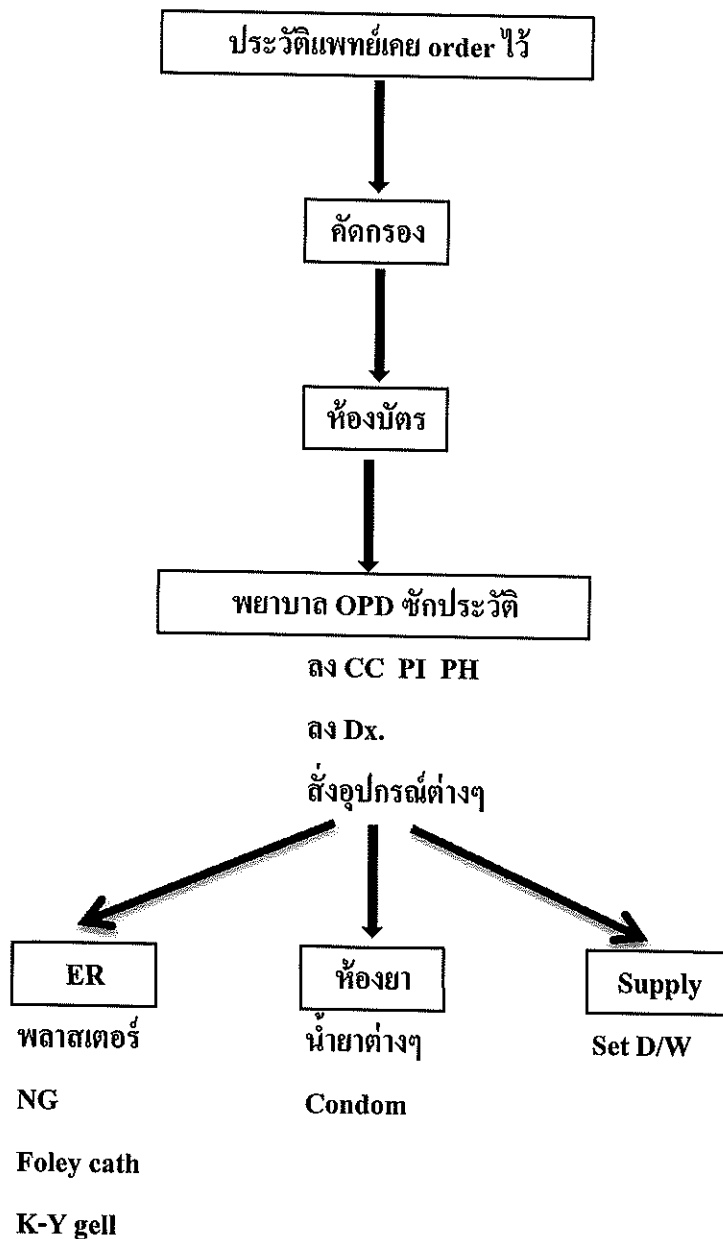 ประวัติแพทย์เคย order ไว้
คัดกรอง
ห้องบัตร
พยาบาล OPD ซักประวัติ
ลง CC PI PH
ลง Dx.
สั่งอุปกรณ์ต่างๆ
ER
พลาสเตอร์
NG
Foley cath
K-Y gell
ห้องยา
น้ำยาต่างๆ
Condom
Supply
Set D/W